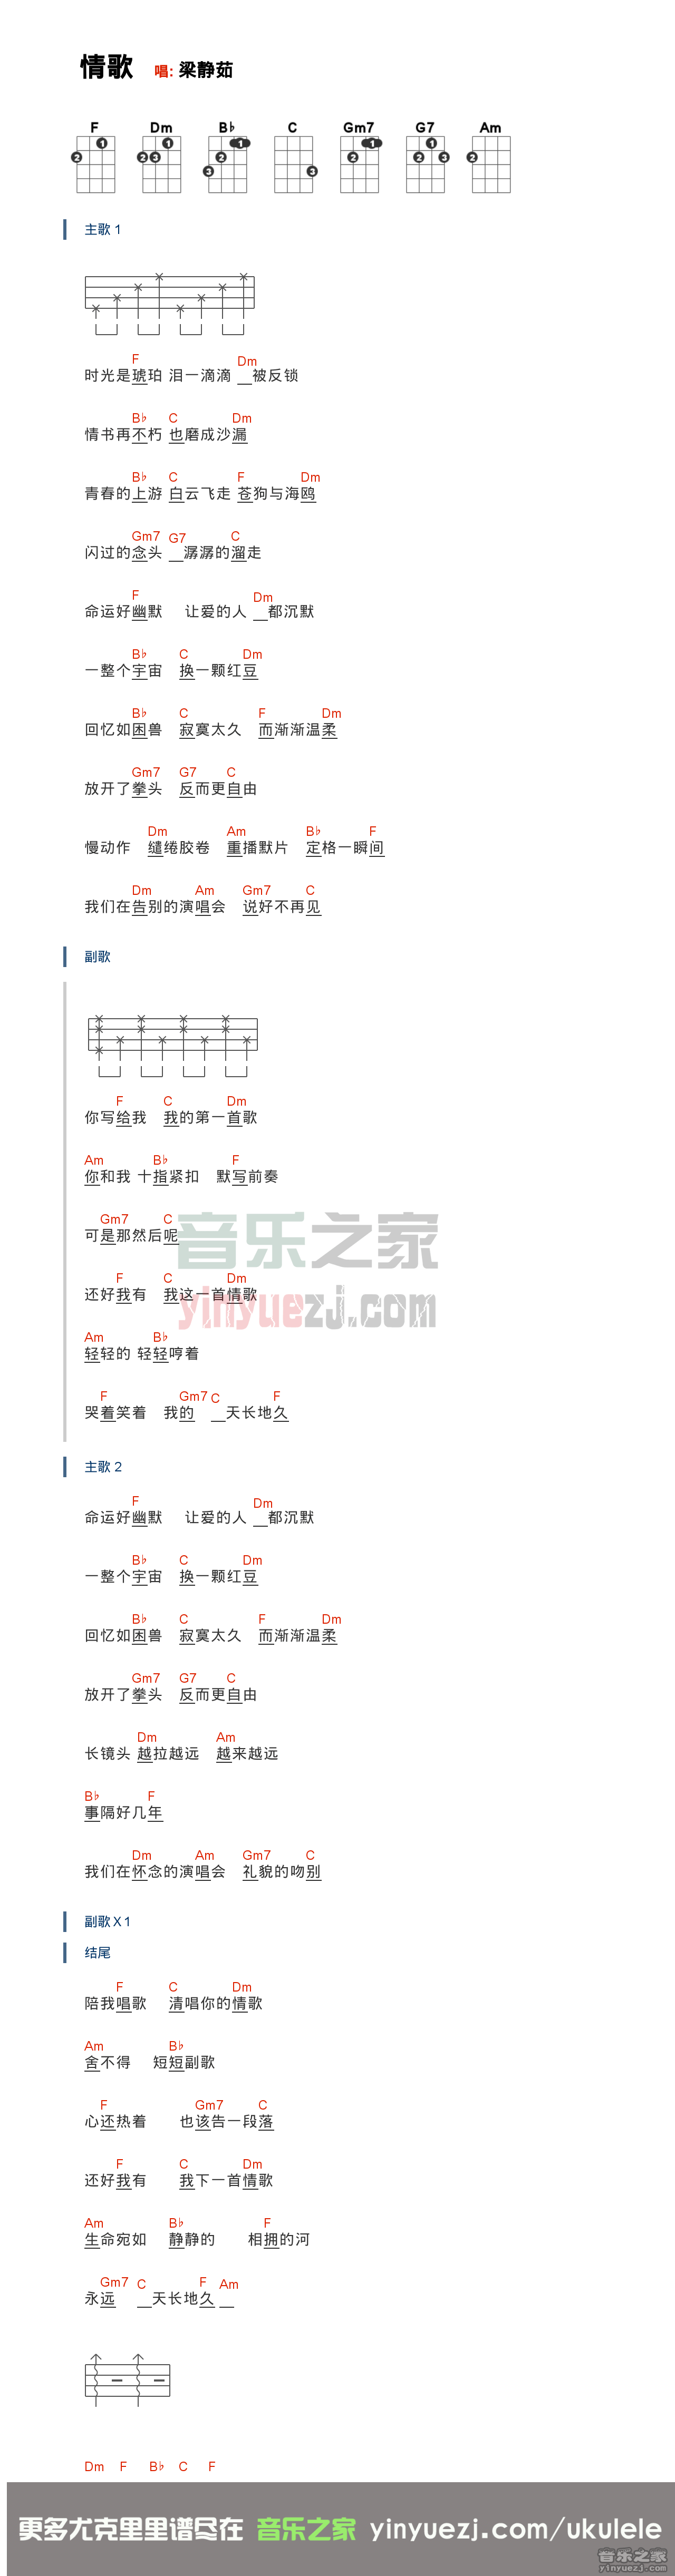 情歌 唱: 梁静茹
F Dm B♭ C Gm7 G7 Am
1 2 1 2 3 1 2 3 3 1 2 1 2 3 2
主歌 1
F Dm
时光是琥珀 泪一滴滴 __被反锁
B♭ C Dm
情书再不朽 也磨成沙漏
B♭ C F Dm
青春的上游 白云飞走 苍狗与海鸥
Gm7 G7 C
闪过的念头 __潺潺的溜走
F Dm
命运好幽默 让爱的人 __都沉默
B♭ C Dm
一整个宇宙 换一颗红豆
B♭ C F Dm
回忆如困兽 寂寞太久 而渐渐温柔
Gm7 G7 C
放开了拳头 反而更自由
Dm Am B♭ F
慢动作 缱绻胶卷 重播默片 定格一瞬间
Dm Am Gm7 C
我们在告别的演唱会 说好不再见
副歌
F C Dm
你写给我 我的第一首歌
Am B♭ F
你和我 十指紧扣 默写前奏
Gm7 C
可是那然后呢
音乐之家
F C Dm
还好我有 我这一首情歌
yinyuezj.com
Am B♭
轻轻的 轻轻哼着
F Gm7 C F
哭着笑着 我的 __天长地久
主歌 2
F Dm
命运好幽默 让爱的人 __都沉默
B♭ C Dm
一整个宇宙 换一颗红豆
B♭ C F Dm
回忆如困兽 寂寞太久 而渐渐温柔
Gm7 G7 C
放开了拳头 反而更自由
Dm Am
长镜头 越拉越远 越来越远
B♭ F
事隔好几年
Dm Am Gm7 C
我们在怀念的演唱会 礼貌的吻别
副歌 X 1
结尾
F C Dm
陪我唱歌 清唱你的情歌
Am B♭
舍不得 短短副歌
F Gm7 C
心还热着 也该告一段落
F C Dm
还好我有 我下一首情歌
Am B♭ F
生命宛如 静静的 相拥的河
Gm7 C F Am
永远 __天长地久 __
Dm F B♭ C F
更多尤克里里谱尽在 音乐之家 yinyuezj.com/ukulele
音乐之家
yinyuezj.com